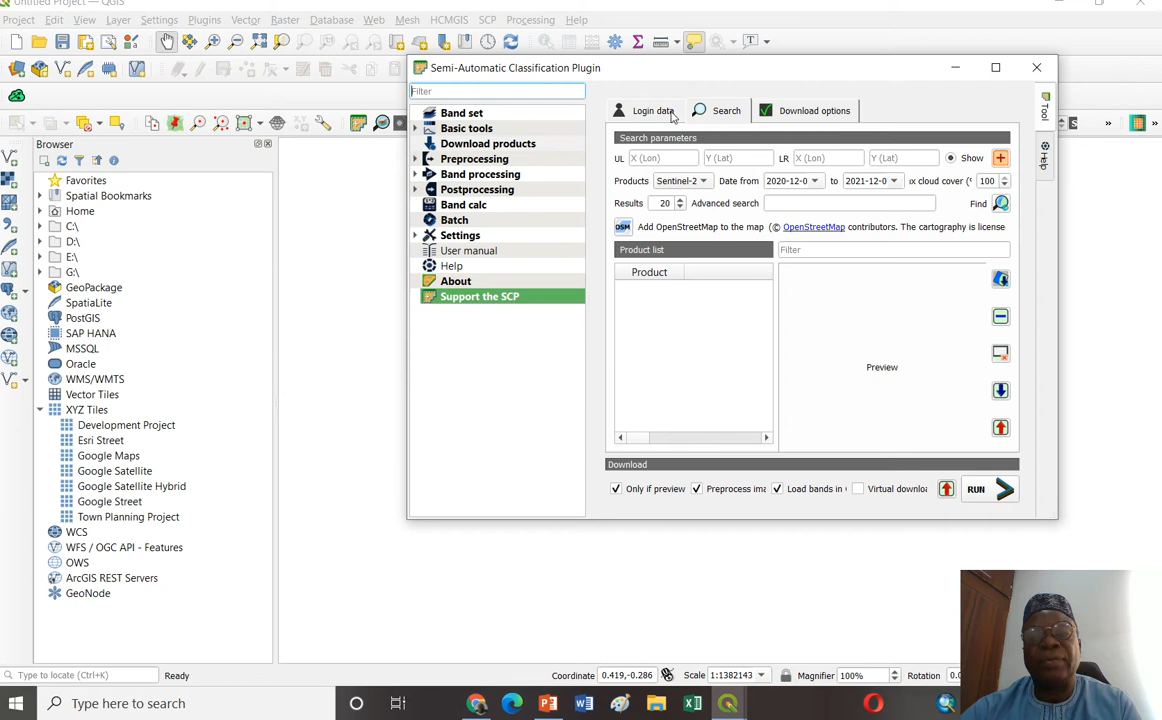 Untitled Project — QGIS
Project Edit View Layer Settings Plugins Vector Raster Database Web Mesh HCMGIS SCP Processing Help
Semi-Automatic Classification Plugin
Filter
Band set
Basic tools
Download products
Preprocessing
Band processing
Postprocessing
Band calc
Batch
Settings
User manual
Help
About
Support the SCP
Login data Search Download options
Search parameters
UL X (Lon) Y (Lat) LR X (Lon) Y (Lat) Show
Products Sentinel-2 Date from 2020-12-0 to 2021-12-0 ıx cloud cover (% 100
Results 20 Advanced search Find
OSM Add OpenStreetMap to the map (© OpenStreetMap contributors. The cartography is license
Product list Filter
Product
Preview
Download
Only if preview Preprocess ima Load bands in Virtual downloa RUN
Tool
Help
Browser
Favorites
Spatial Bookmarks
Home
C:\
D:\
E:\
G:\
GeoPackage
SpatiaLite
PostGIS
SAP HANA
MSSQL
Oracle
WMS/WMTS
Vector Tiles
XYZ Tiles
Development Project
Esri Street
Google Maps
Google Satellite
Google Satellite Hybrid
Google Street
Town Planning Project
WCS
WFS / OGC API - Features
OWS
ArcGIS REST Servers
GeoNode
Type to locate (Ctrl+K) Ready Coordinate 0.419,-0.286 Scale 1:1382143 Magnifier 100% Rotation
Type here to search